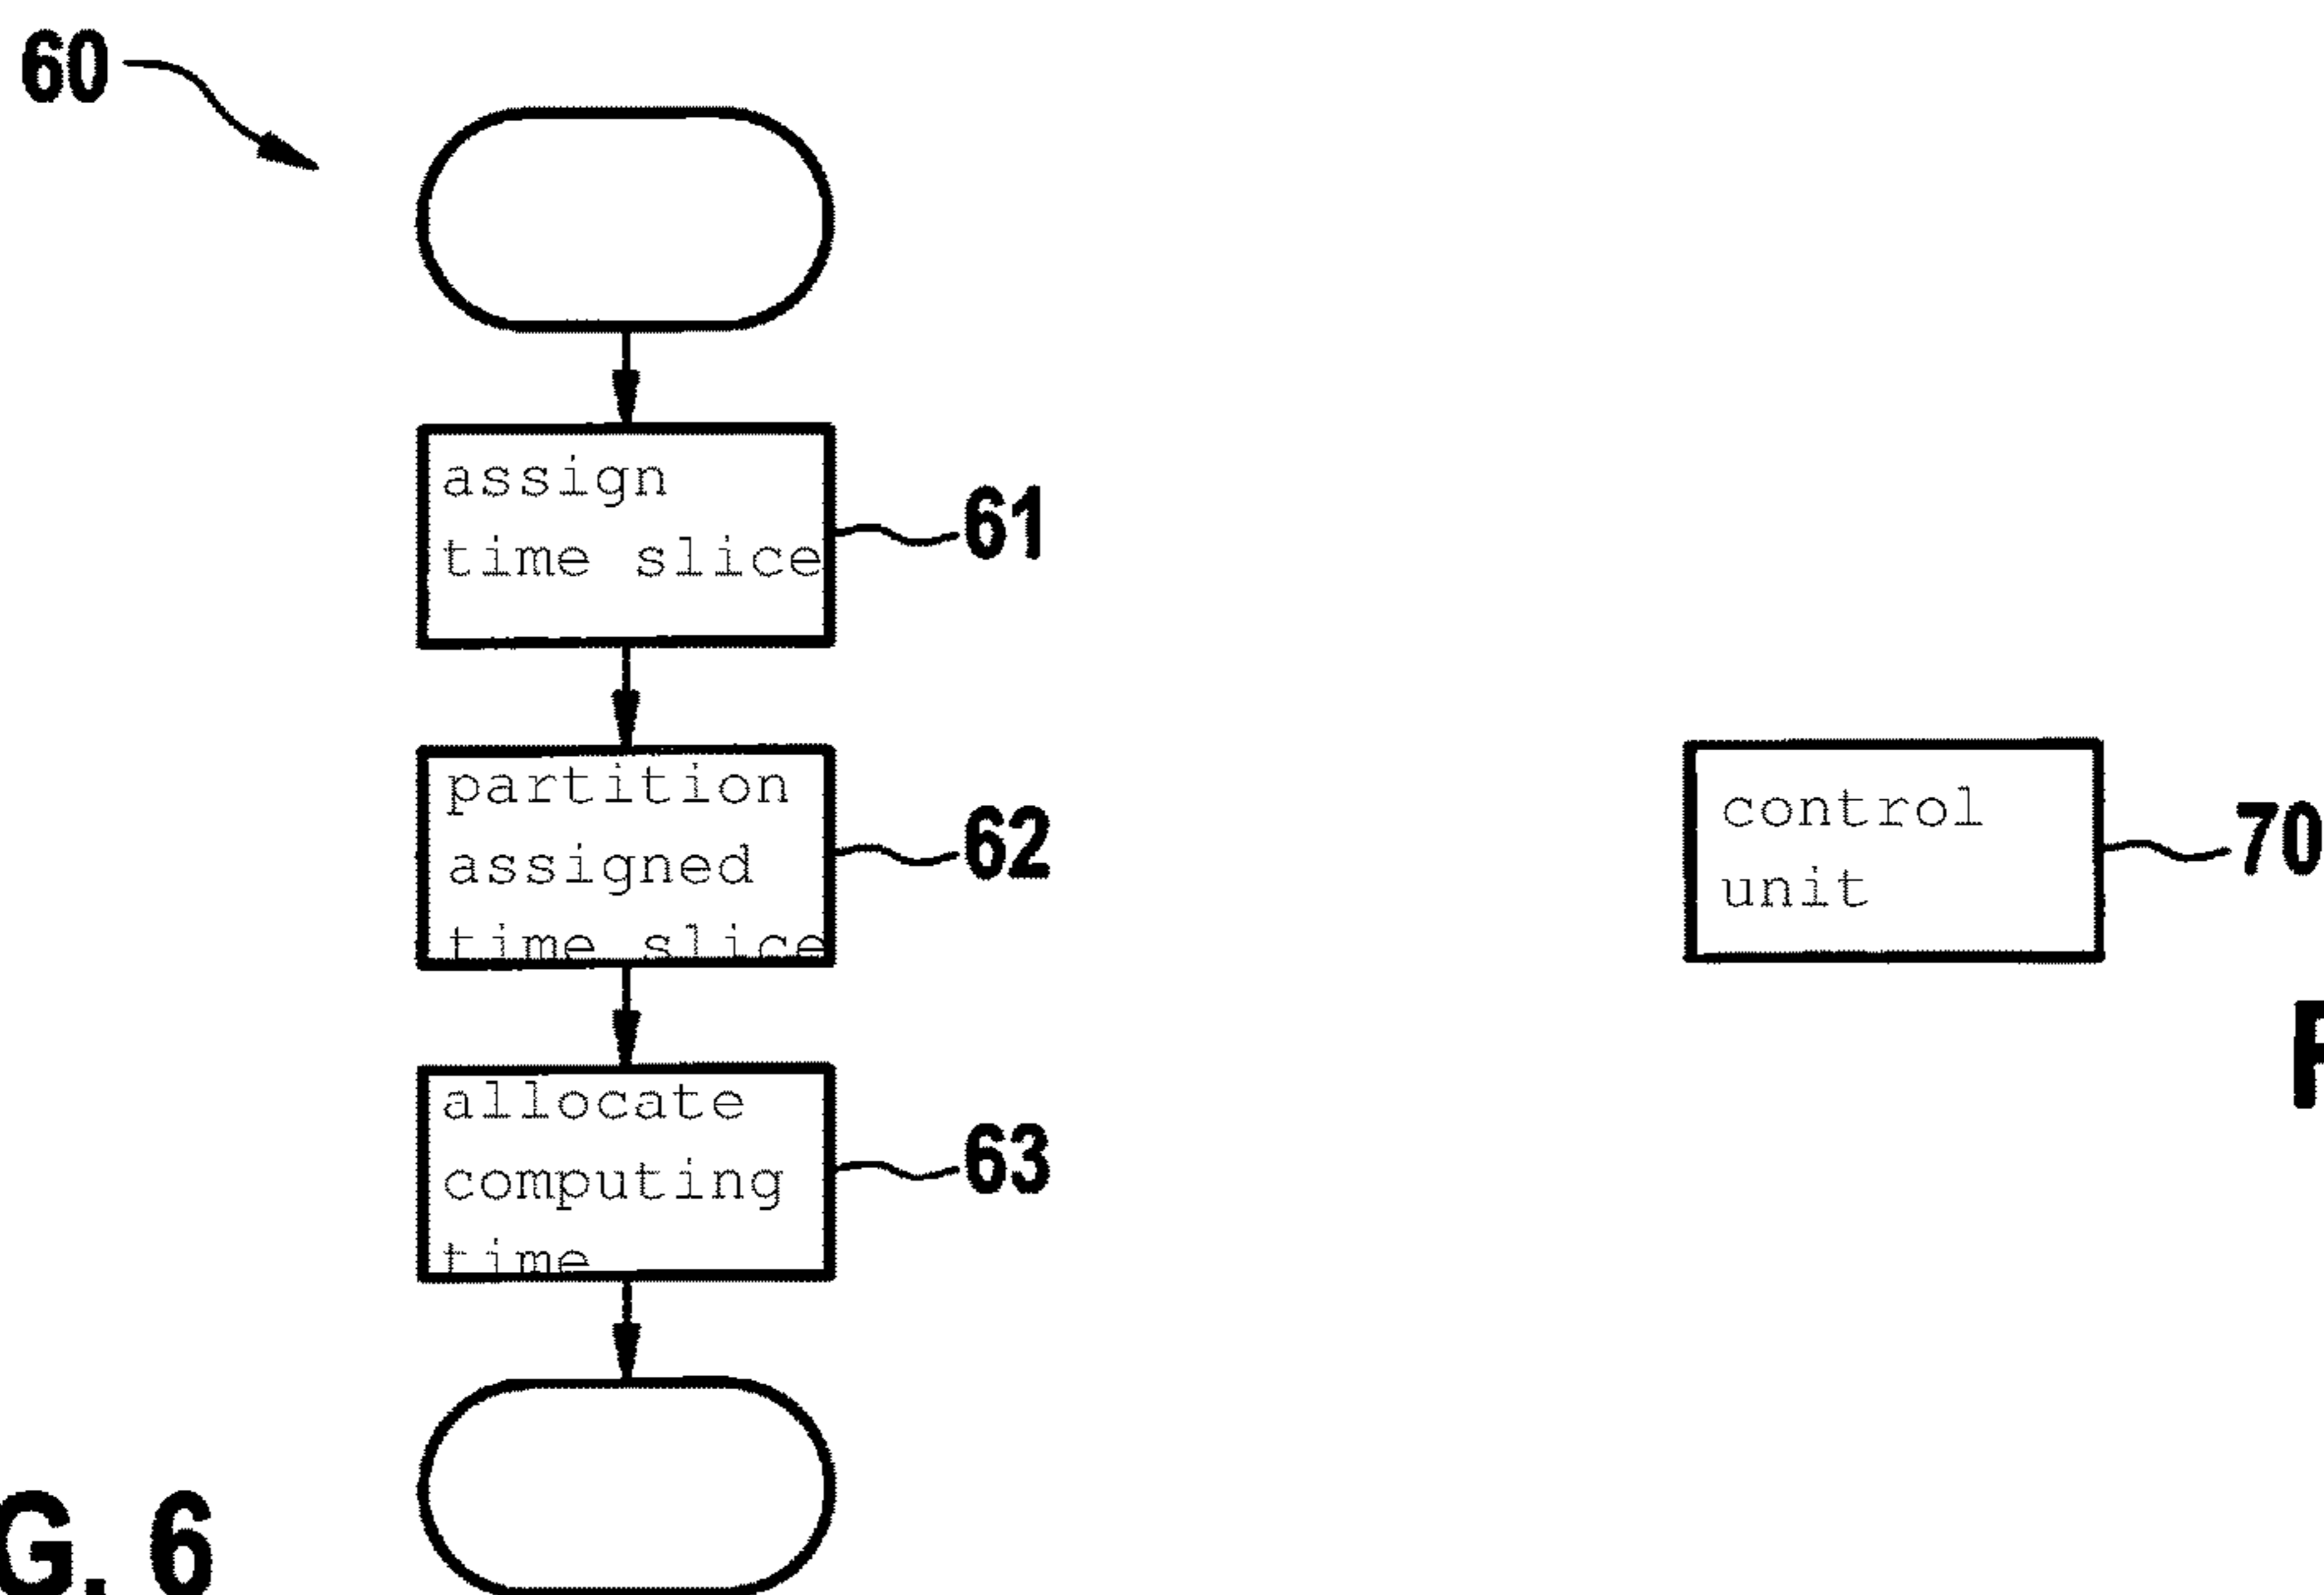 60
assign
time slice
61
partition
assigned
time slice
62
allocate
computing
time
63
control
unit
70
G. 6